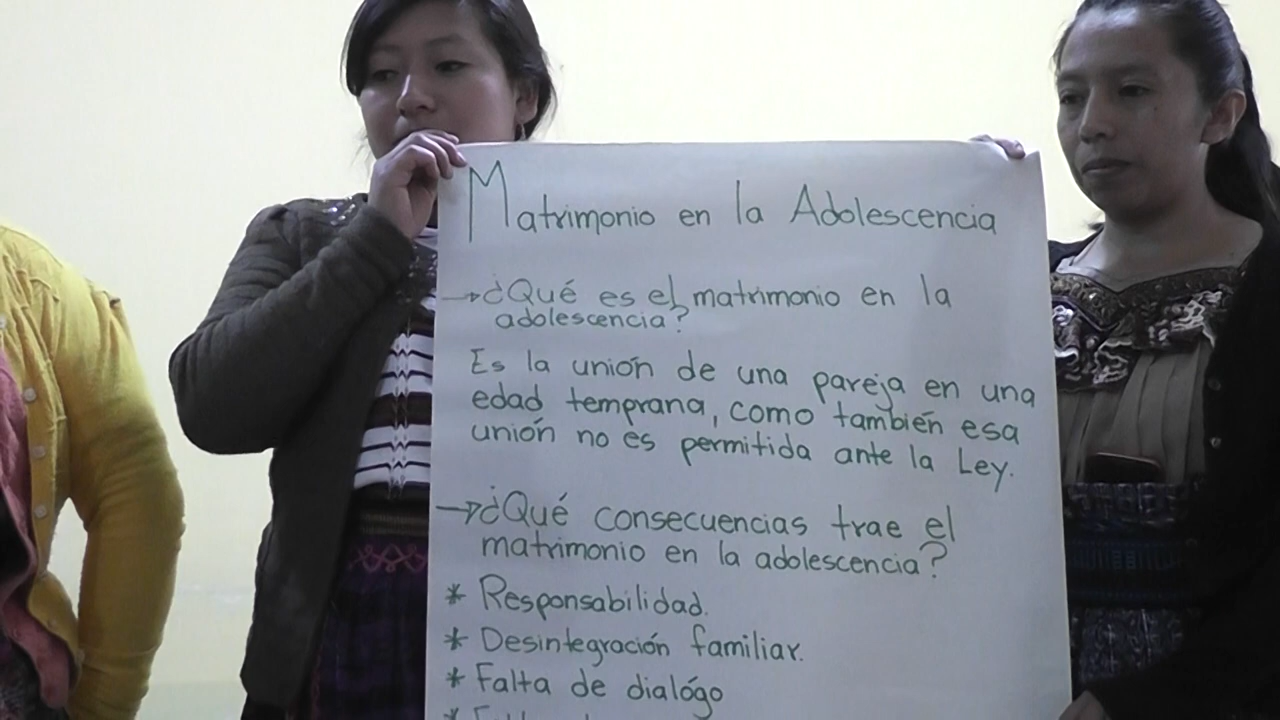 Matrimonio en la Adolescencia
→¿Qué es el matrimonio en la
adolescencia?
Es la unión de una pareja en una
edad temprana, como también esa
unión no es permitida ante la Ley.
→¿Qué consecuencias trae el
matrimonio en la adolescencia?
* Responsabilidad.
* Desintegración familiar.
* Falta de dialógo
*